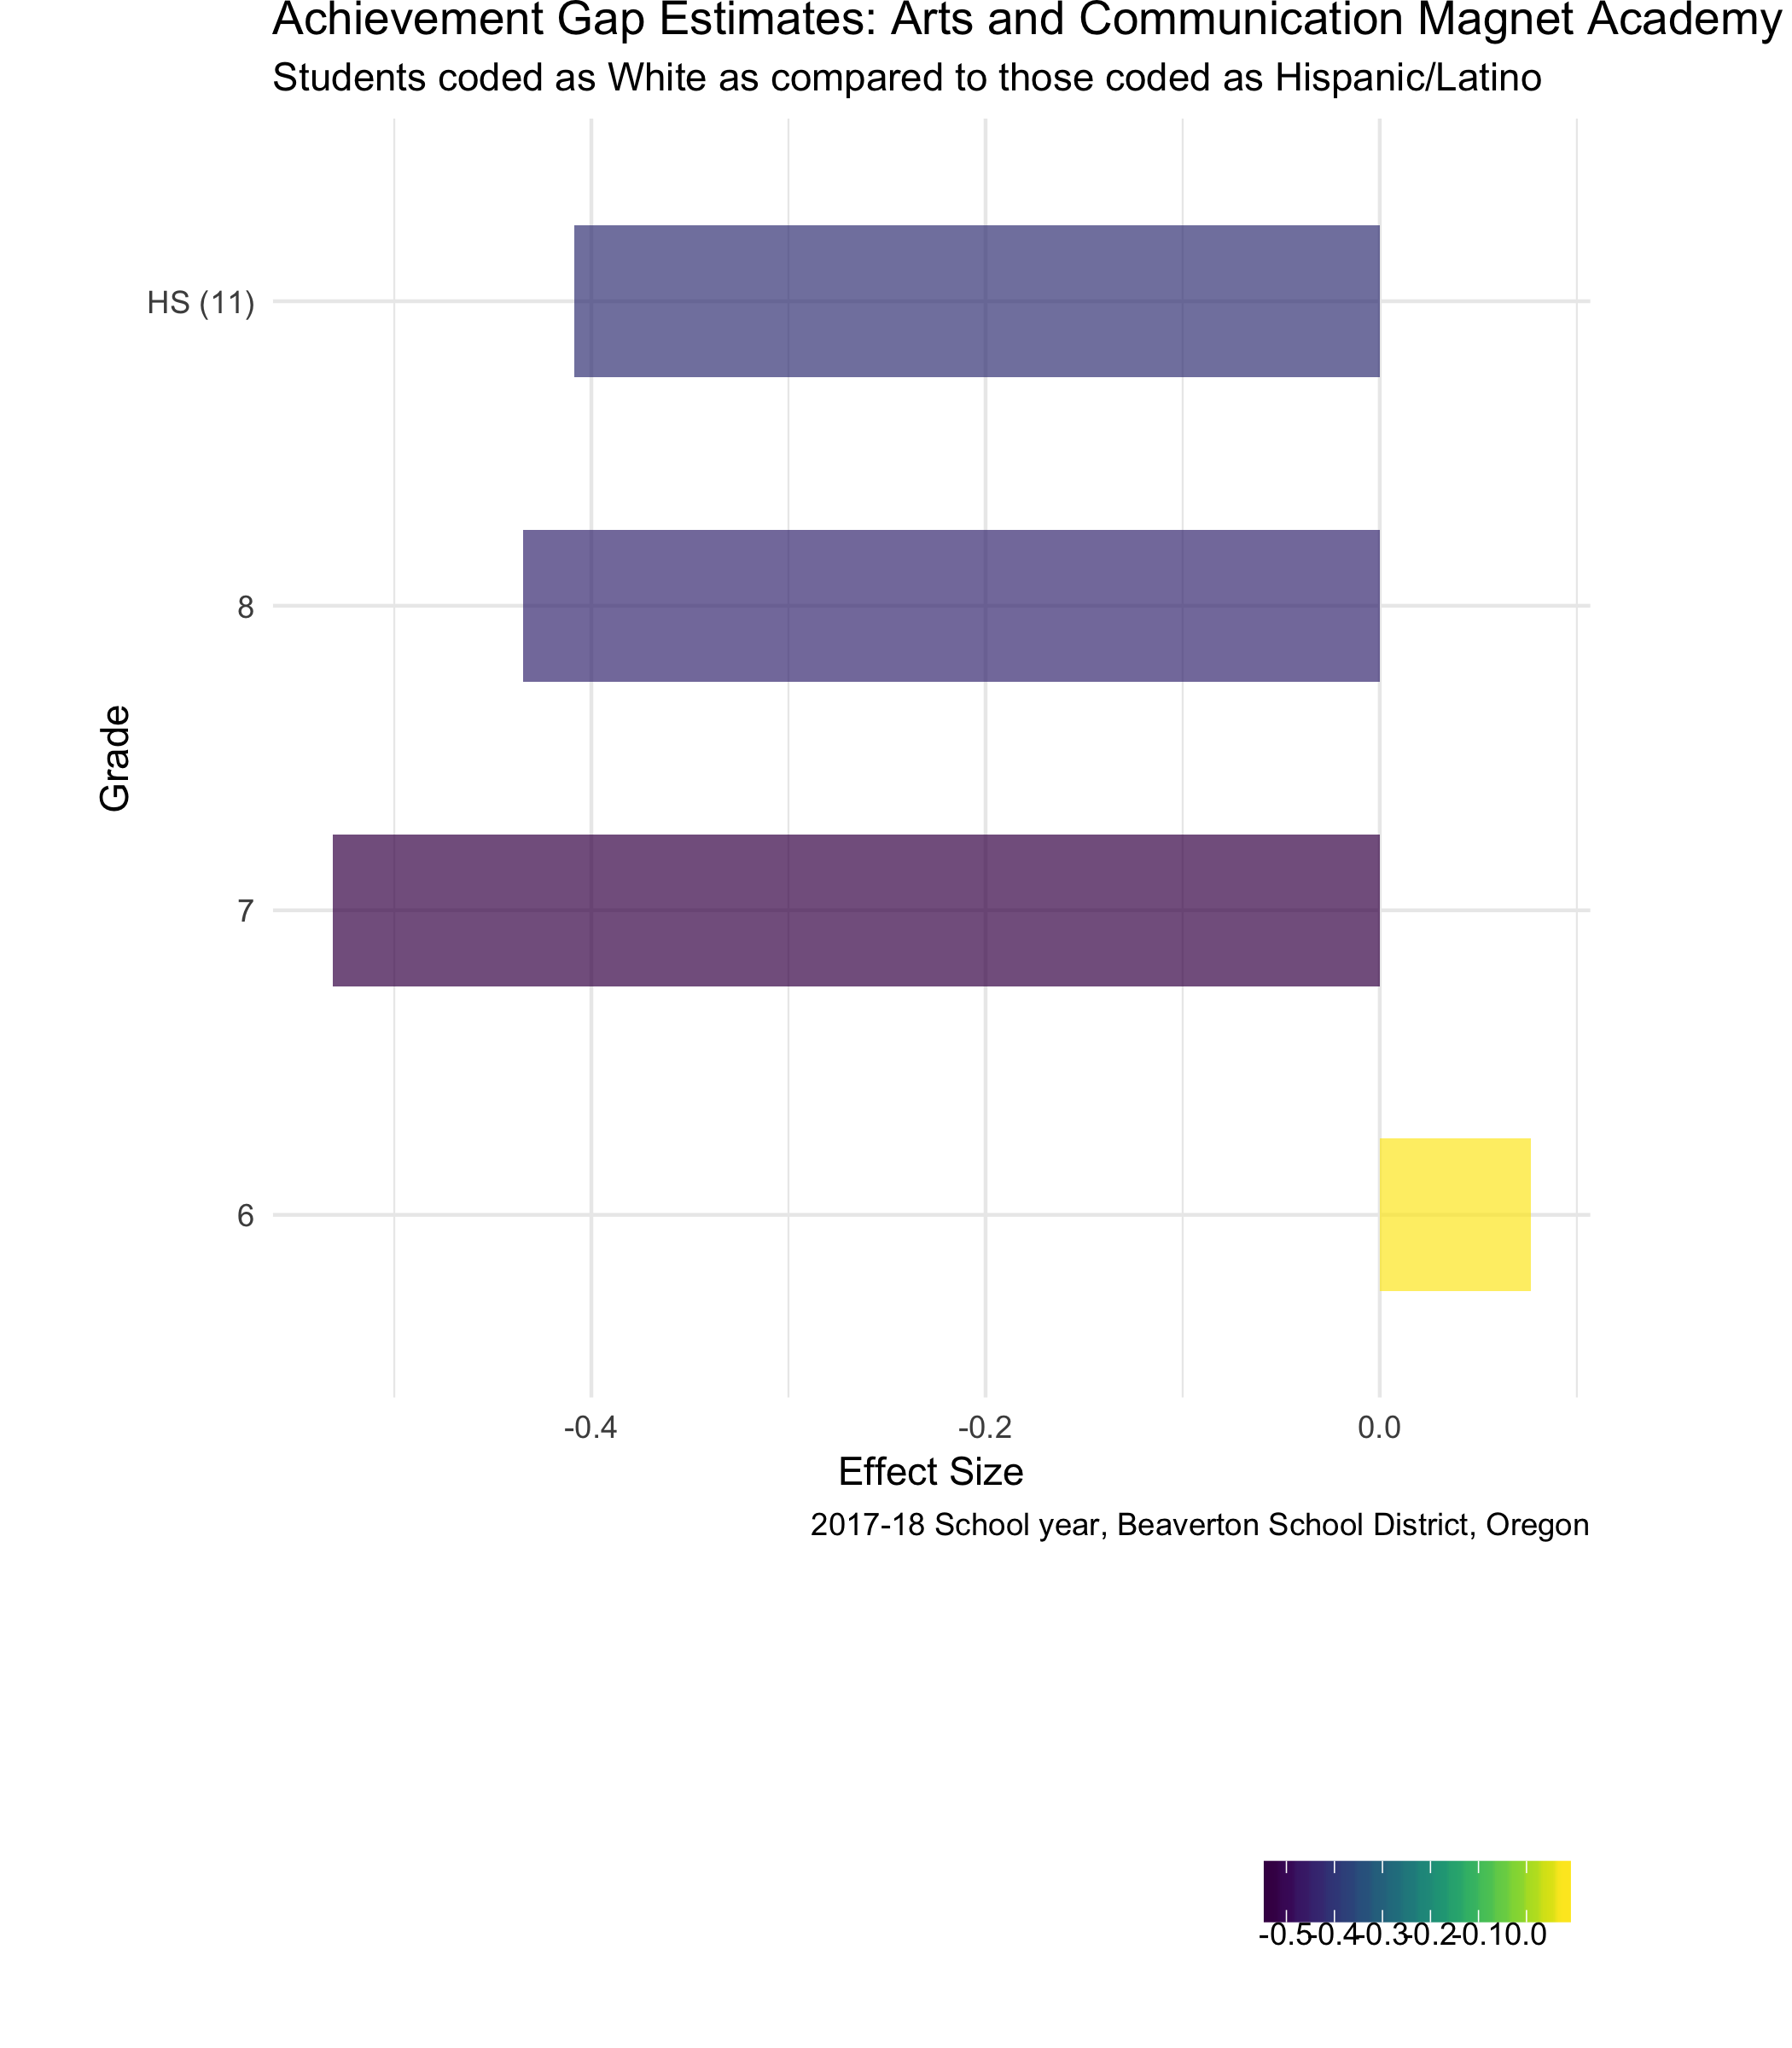 Achievement Gap Estimates: Arts and Communication Magnet Academy
Students coded as White as compared to those coded as Hispanic/Latino
HS (11)
8
7
6
Grade
-0.4 -0.2 0.0
Effect Size
2017-18 School year, Beaverton School District, Oregon
-0.5 -0.4 -0.3 -0.2 -0.1 0.0